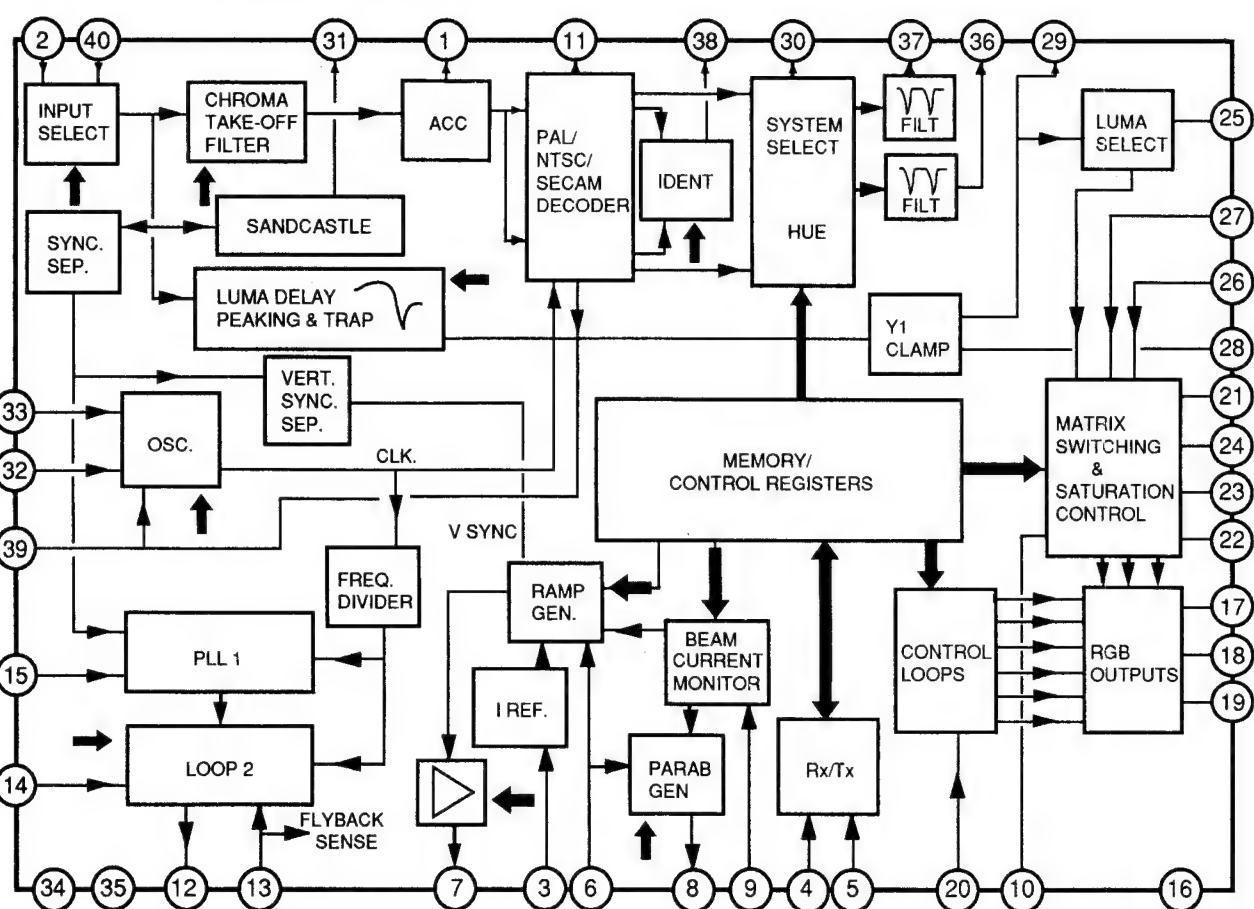 2
40
31
1
11
38
30
37
36
29
INPUT
SELECT
CHROMA
TAKE-OFF
FILTER
ACC
PAL/
NTSC/
SECAM
DECODER
IDENT
SYSTEM
SELECT
HUE
FILT
FILT
LUMA
SELECT
25
27
26
28
SYNC.
SEP.
SANDCASTLE
LUMA DELAY
PEAKING & TRAP
Y1
CLAMP
VERT.
SYNC.
SEP.
33
32
39
OSC.
CLK.
V SYNC
MEMORY/
CONTROL REGISTERS
MATRIX
SWITCHING
&
SATURATION
CONTROL
21
24
23
22
FREQ.
DIVIDER
RAMP
GEN.
BEAM
CURRENT
MONITOR
CONTROL
LOOPS
RGB
OUTPUTS
17
18
19
15
PLL 1
I REF.
14
LOOP 2
PARAB
GEN
Rx/Tx
FLYBACK
SENSE
34
35
12
13
7
3
6
8
9
4
5
20
10
16